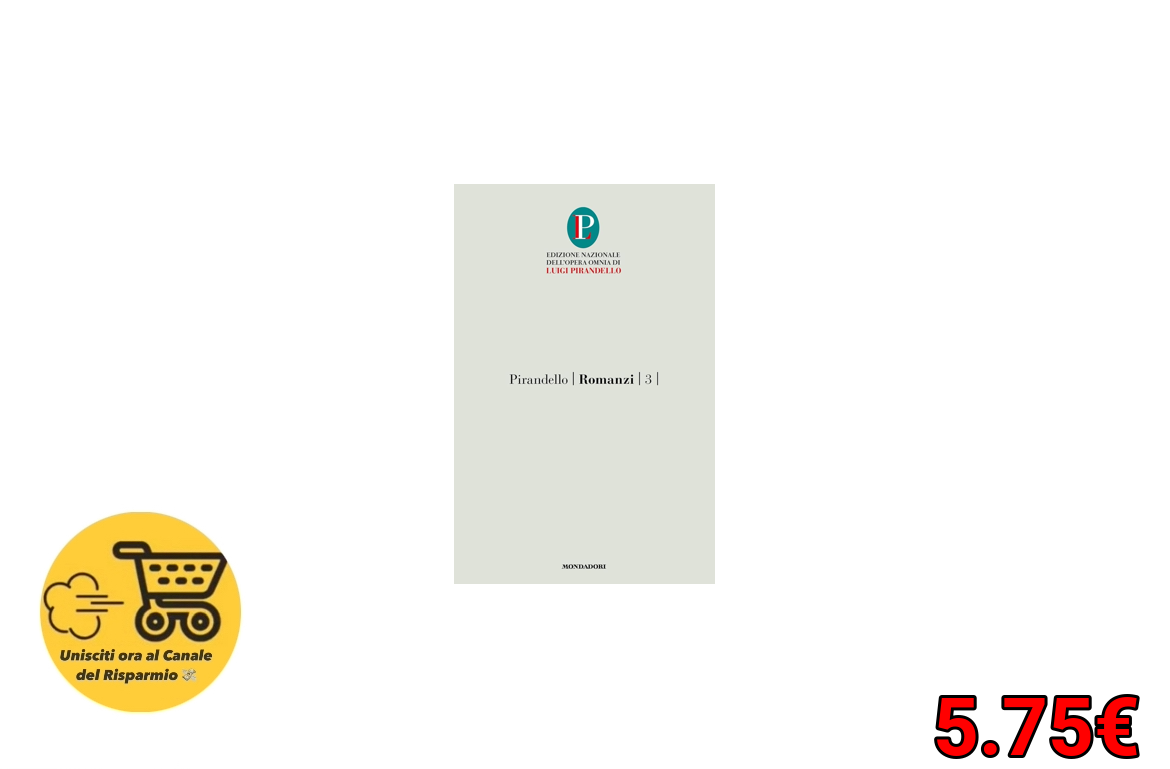 PL
EDIZIONE NAZIONALE
DELL'OPERA OMNIA DI
LUIGI PIRANDELLO
Pirandello | Romanzi | 3 |
MONDADORI
Unisciti ora al Canale
del Risparmio 💸
5.75€